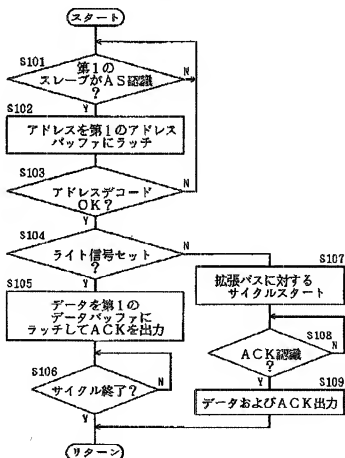 スタート
S101
第1の
スレーブがAS認識
?
N
Y
S102
アドレスを第1のアドレス
バッファにラッチ
S103
アドレスデコード
OK?
N
Y
S104
ライト信号セット
?
N
Y
S105
データを第1の
データバッファに
ラッチしてACKを出力
S106
サイクル終了?
N
Y
S107
拡張バスに対する
サイクルスタート
S108
ACK認識
?
N
Y
S109
データおよびACK出力
リターン